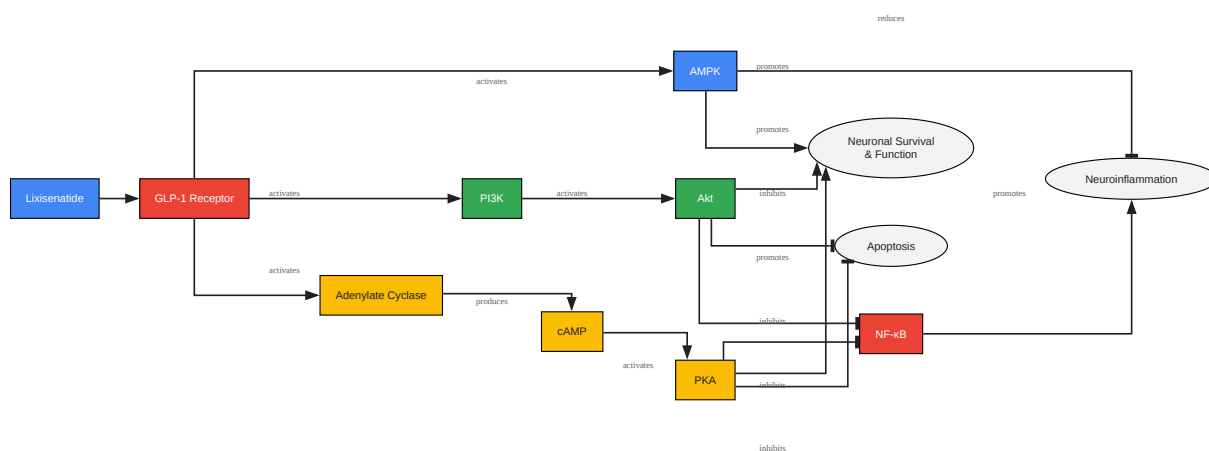 reduces
AMPK
promotes
activates
promotes
Neuronal Survival
& Function
Neuroinflammation
Lixisenatide
GLP-1 Receptor
activates
PI3K
activates
Akt
inhibits
promotes
Apoptosis
promotes
activates
Adenylate Cyclase
produces
cAMP
inhibits
NF-κB
activates
PKA
inhibits
inhibits